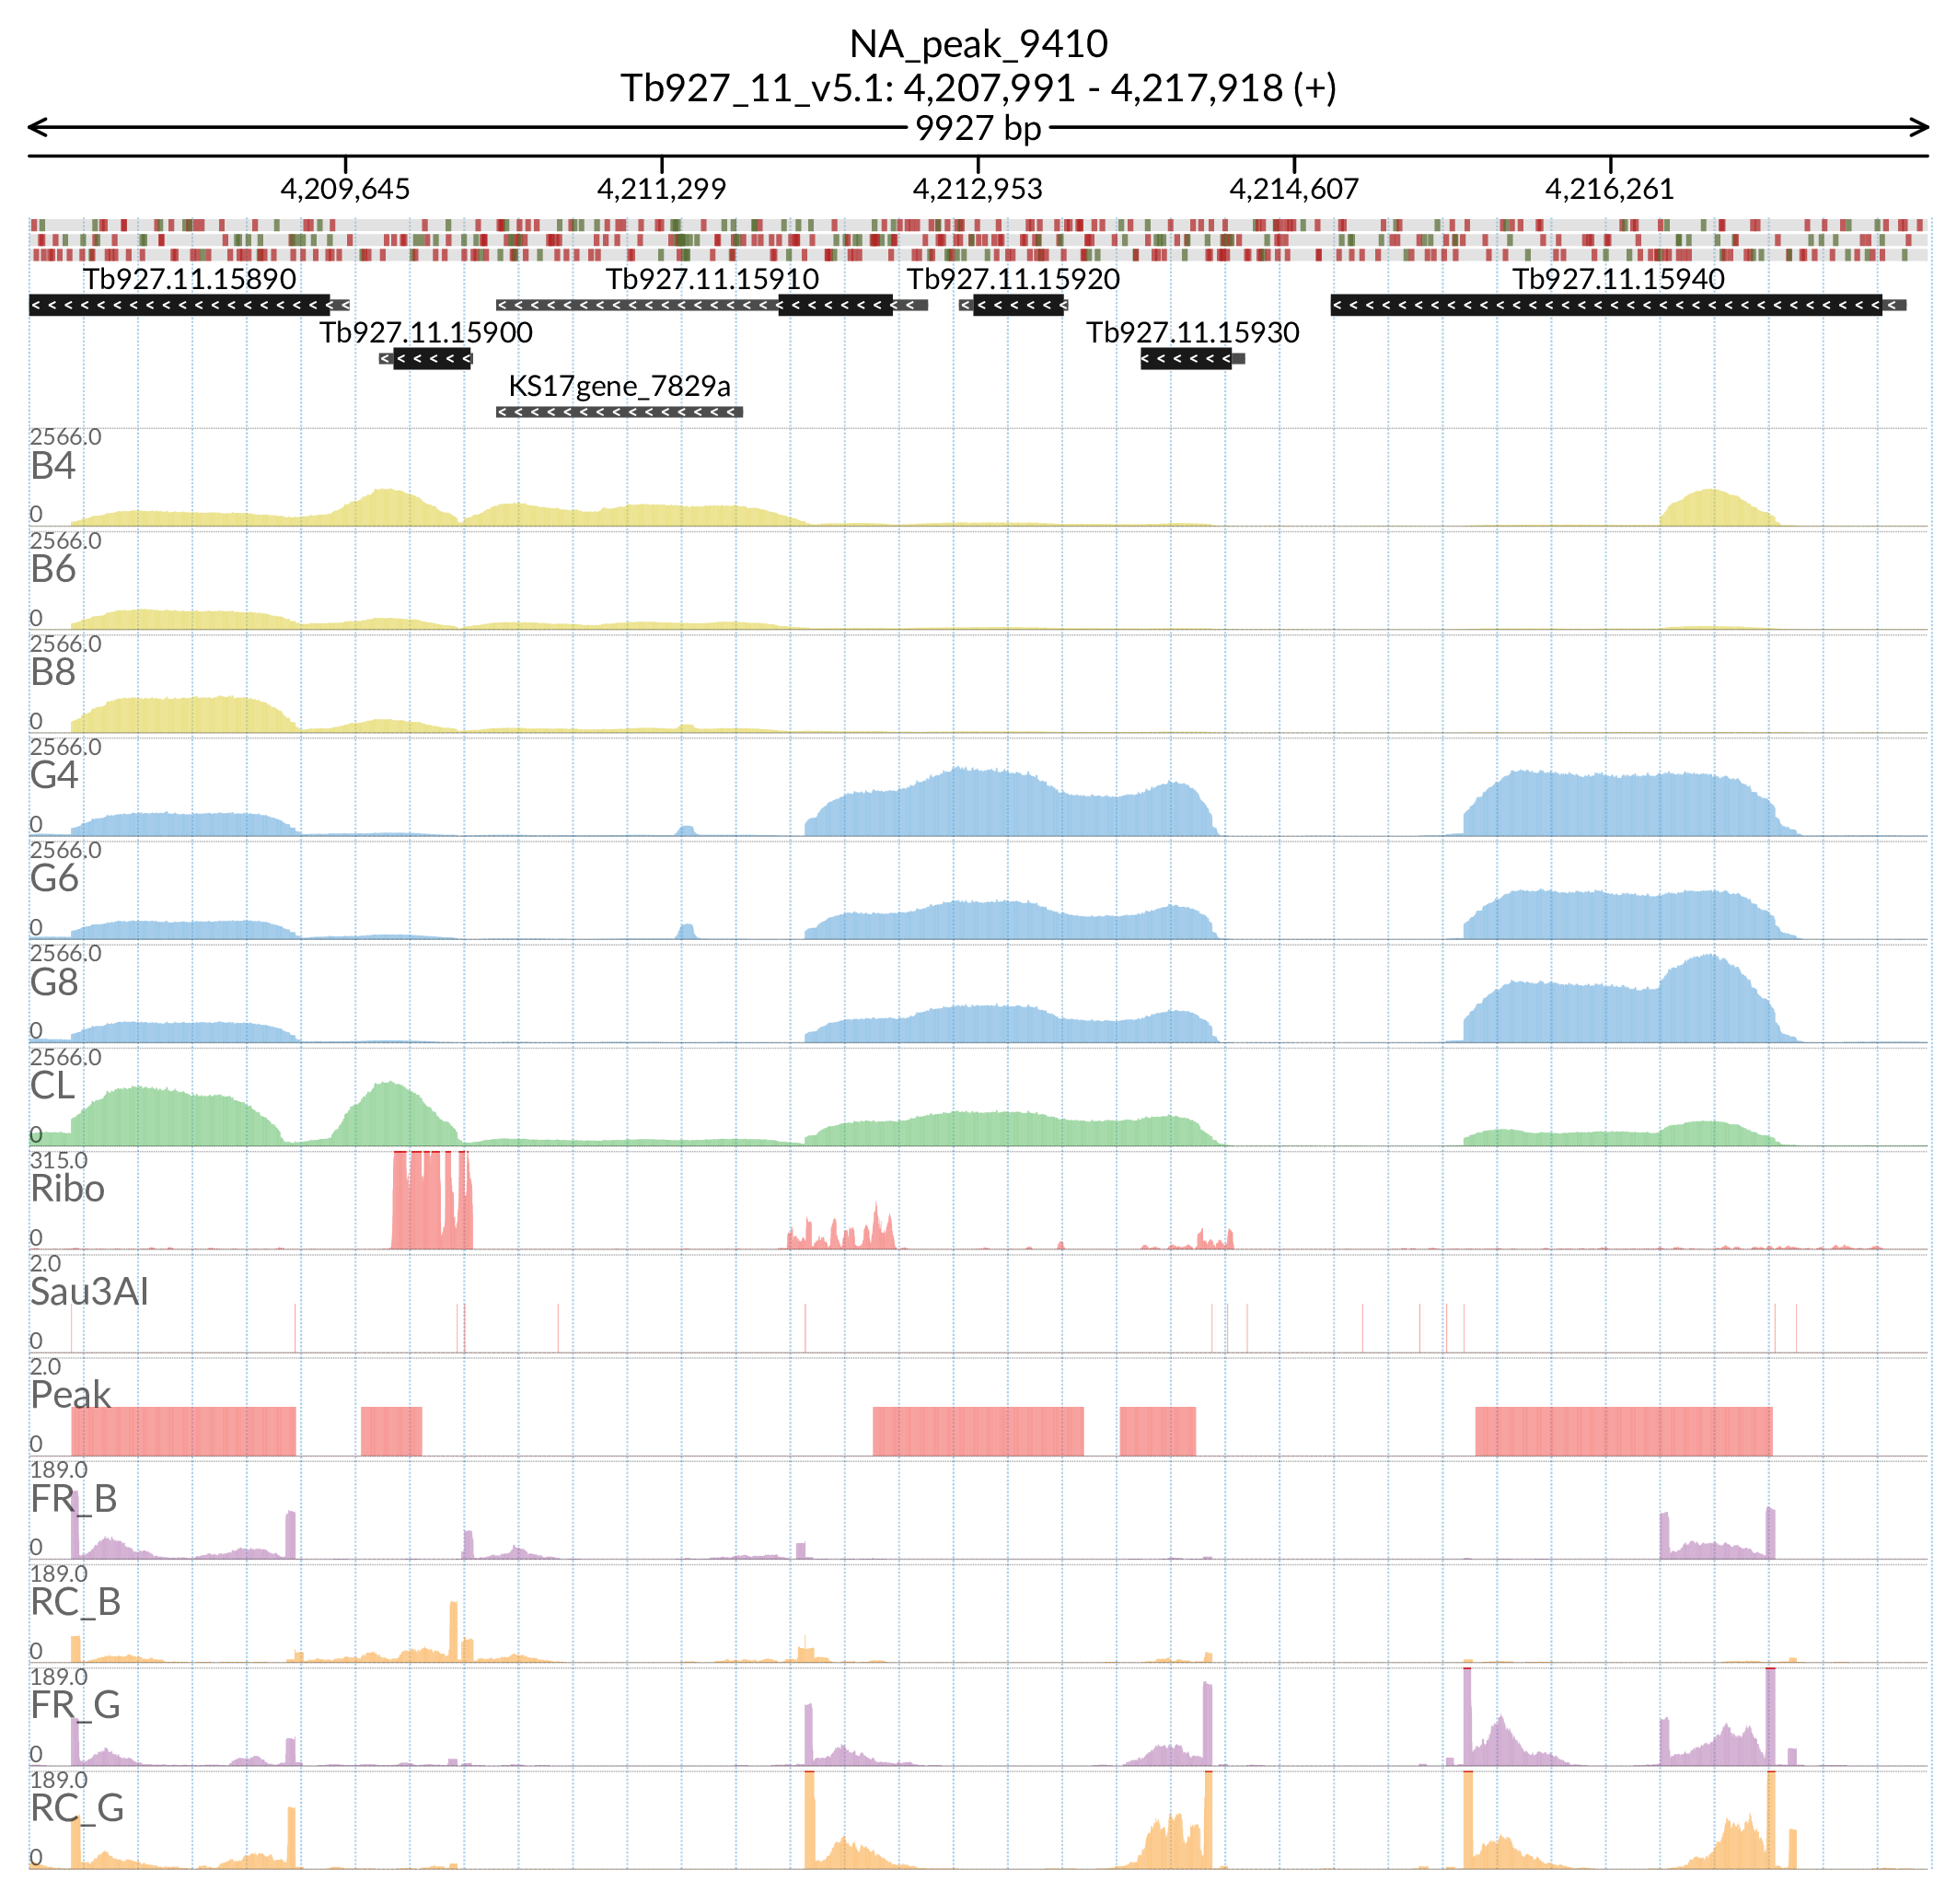 NA_peak_9410
Tb927_11_v5.1: 4,207,991 - 4,217,918 (+)
9927 bp
4,209,645 4,211,299 4,212,953 4,214,607 4,216,261
Tb927.11.15890 Tb927.11.15910 Tb927.11.15920 Tb927.11.15940
Tb927.11.15900 Tb927.11.15930
KS17gene_7829a
2566.0
B4
0
2566.0
B6
0
2566.0
B8
0
2566.0
G4
0
2566.0
G6
0
2566.0
G8
0
2566.0
CL
0
315.0
Ribo
0
2.0
Sau3AI
0
2.0
Peak
0
189.0
FR_B
0
189.0
RC_B
0
189.0
FR_G
0
189.0
RC_G
0